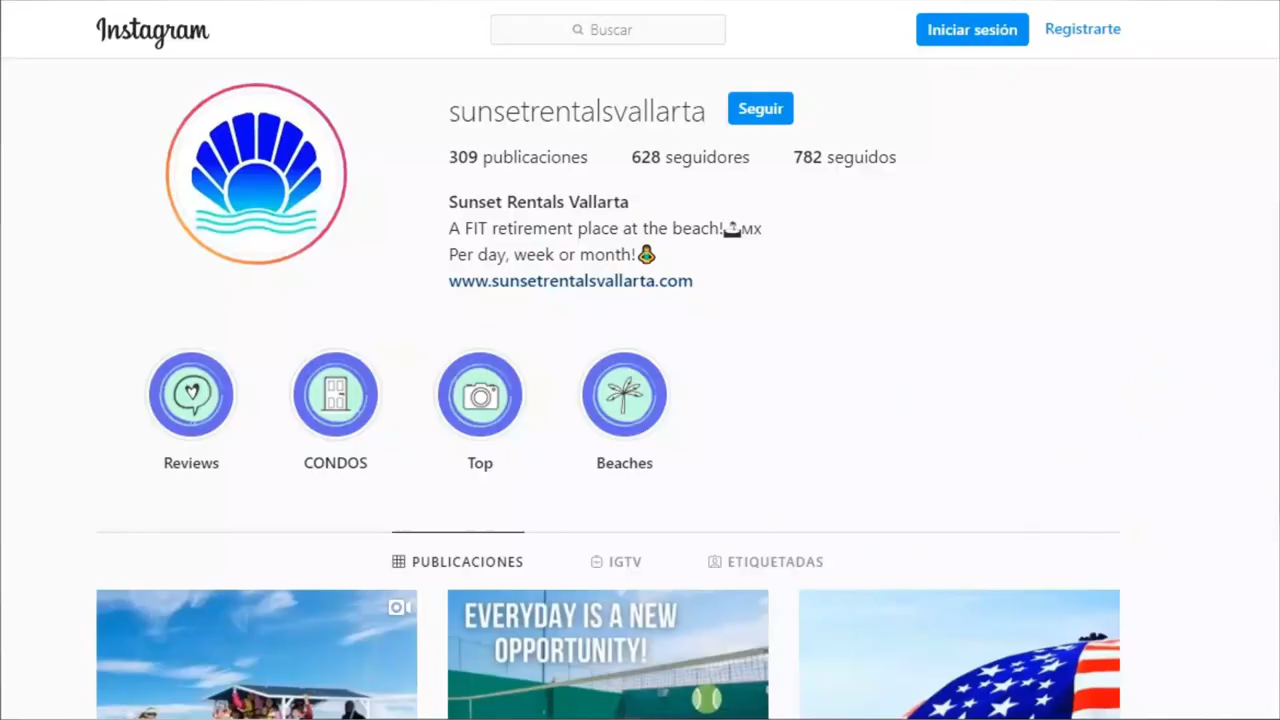 Instagram
Buscar
Iniciar sesión
Registrarte
sunsetrentalsvallarta
Seguir
309 publicaciones
628 seguidores
782 seguidos
Sunset Rentals Vallarta
A FIT retirement place at the beach!🏝MX
Per day, week or month!
www.sunsetrentalsvallarta.com
Reviews
CONDOS
Top
Beaches
PUBLICACIONES
IGTV
ETIQUETADAS
EVERYDAY IS A NEW
OPPORTUNITY!